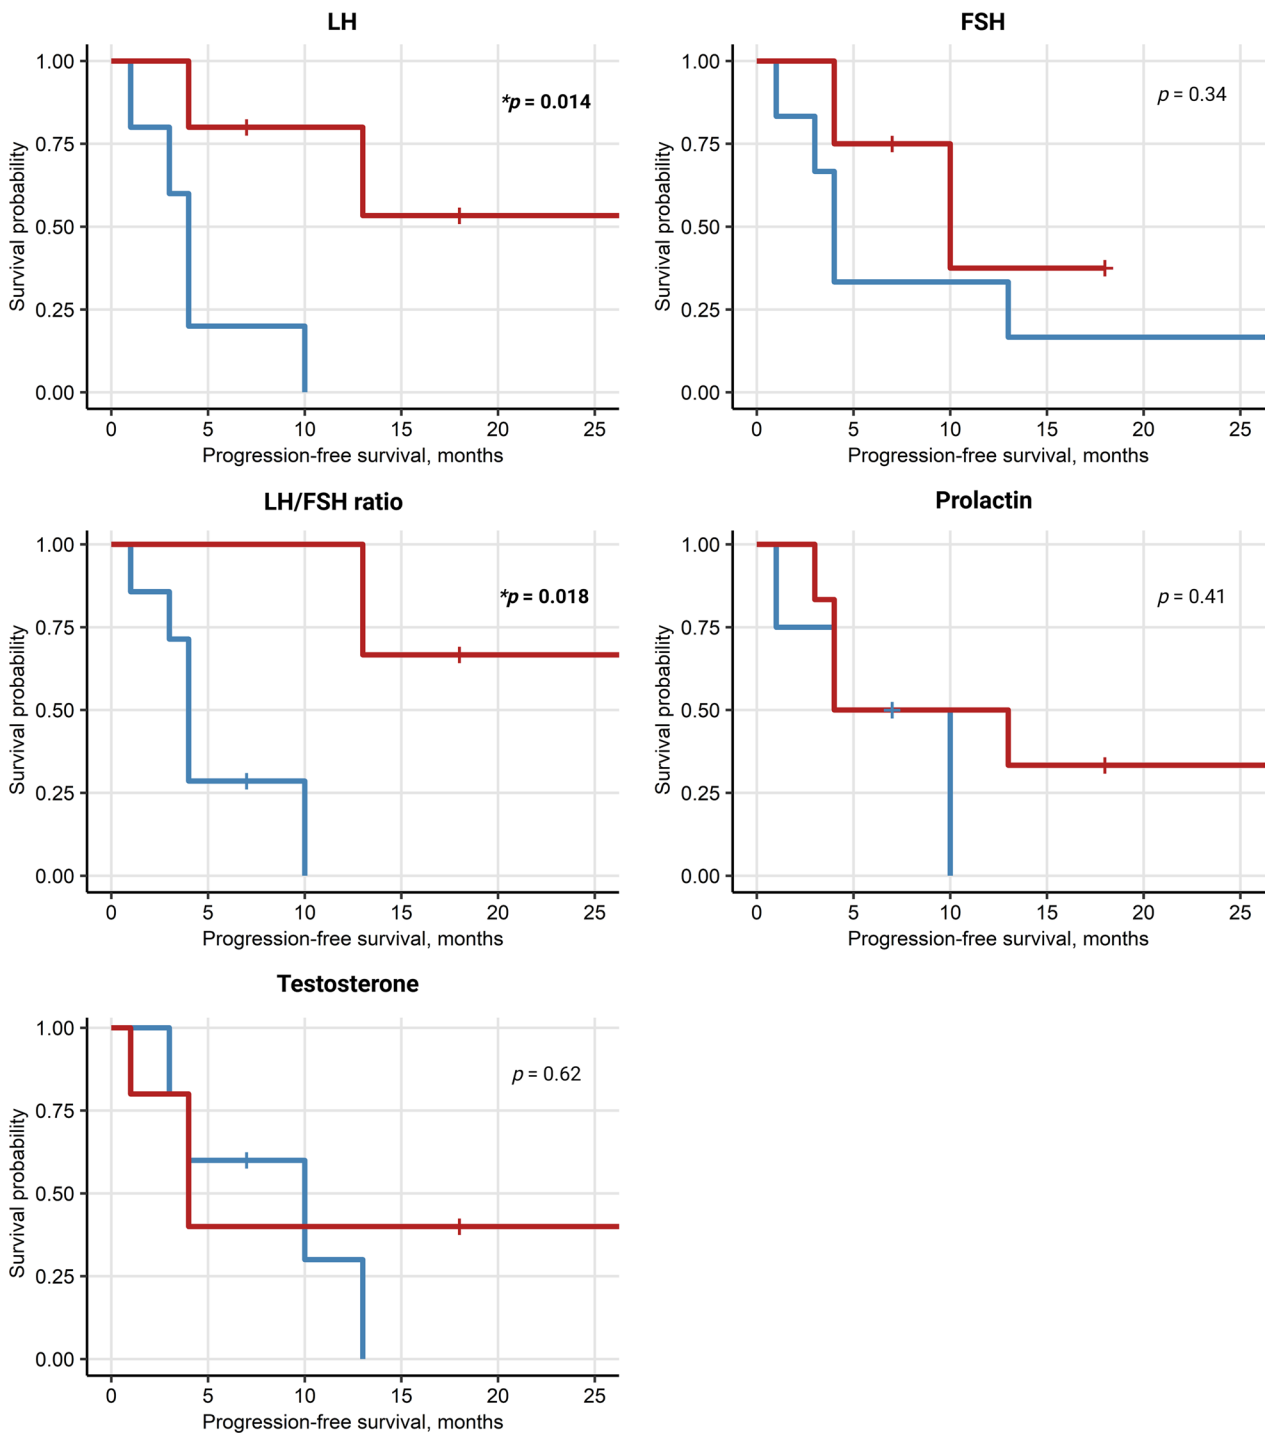 LH
1.00
0.75
0.50
0.25
0.00
Survival probability
*p = 0.014
0 5 10 15 20 25
Progression-free survival, months
FSH
1.00
0.75
0.50
0.25
0.00
Survival probability
p = 0.34
0 5 10 15 20 25
Progression-free survival, months
LH/FSH ratio
1.00
0.75
0.50
0.25
0.00
Survival probability
*p = 0.018
0 5 10 15 20 25
Progression-free survival, months
Prolactin
1.00
0.75
0.50
0.25
0.00
Survival probability
p = 0.41
0 5 10 15 20 25
Progression-free survival, months
Testosterone
1.00
0.75
0.50
0.25
0.00
Survival probability
p = 0.62
0 5 10 15 20 25
Progression-free survival, months